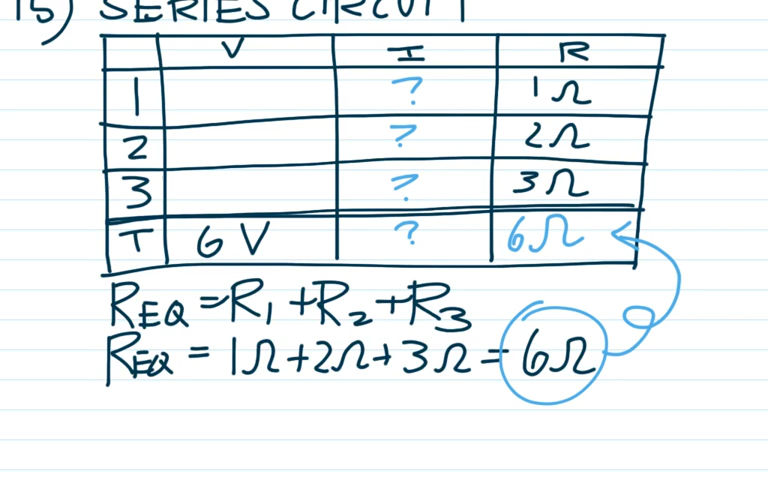 15) SERIES CIRCUIT
V I R
1 ? 1Ω
2 ? 2Ω
3 ? 3Ω
T 6 V ? 6Ω
REQ = R1 + R2 + R3
REQ = 1Ω + 2Ω + 3Ω = 6Ω